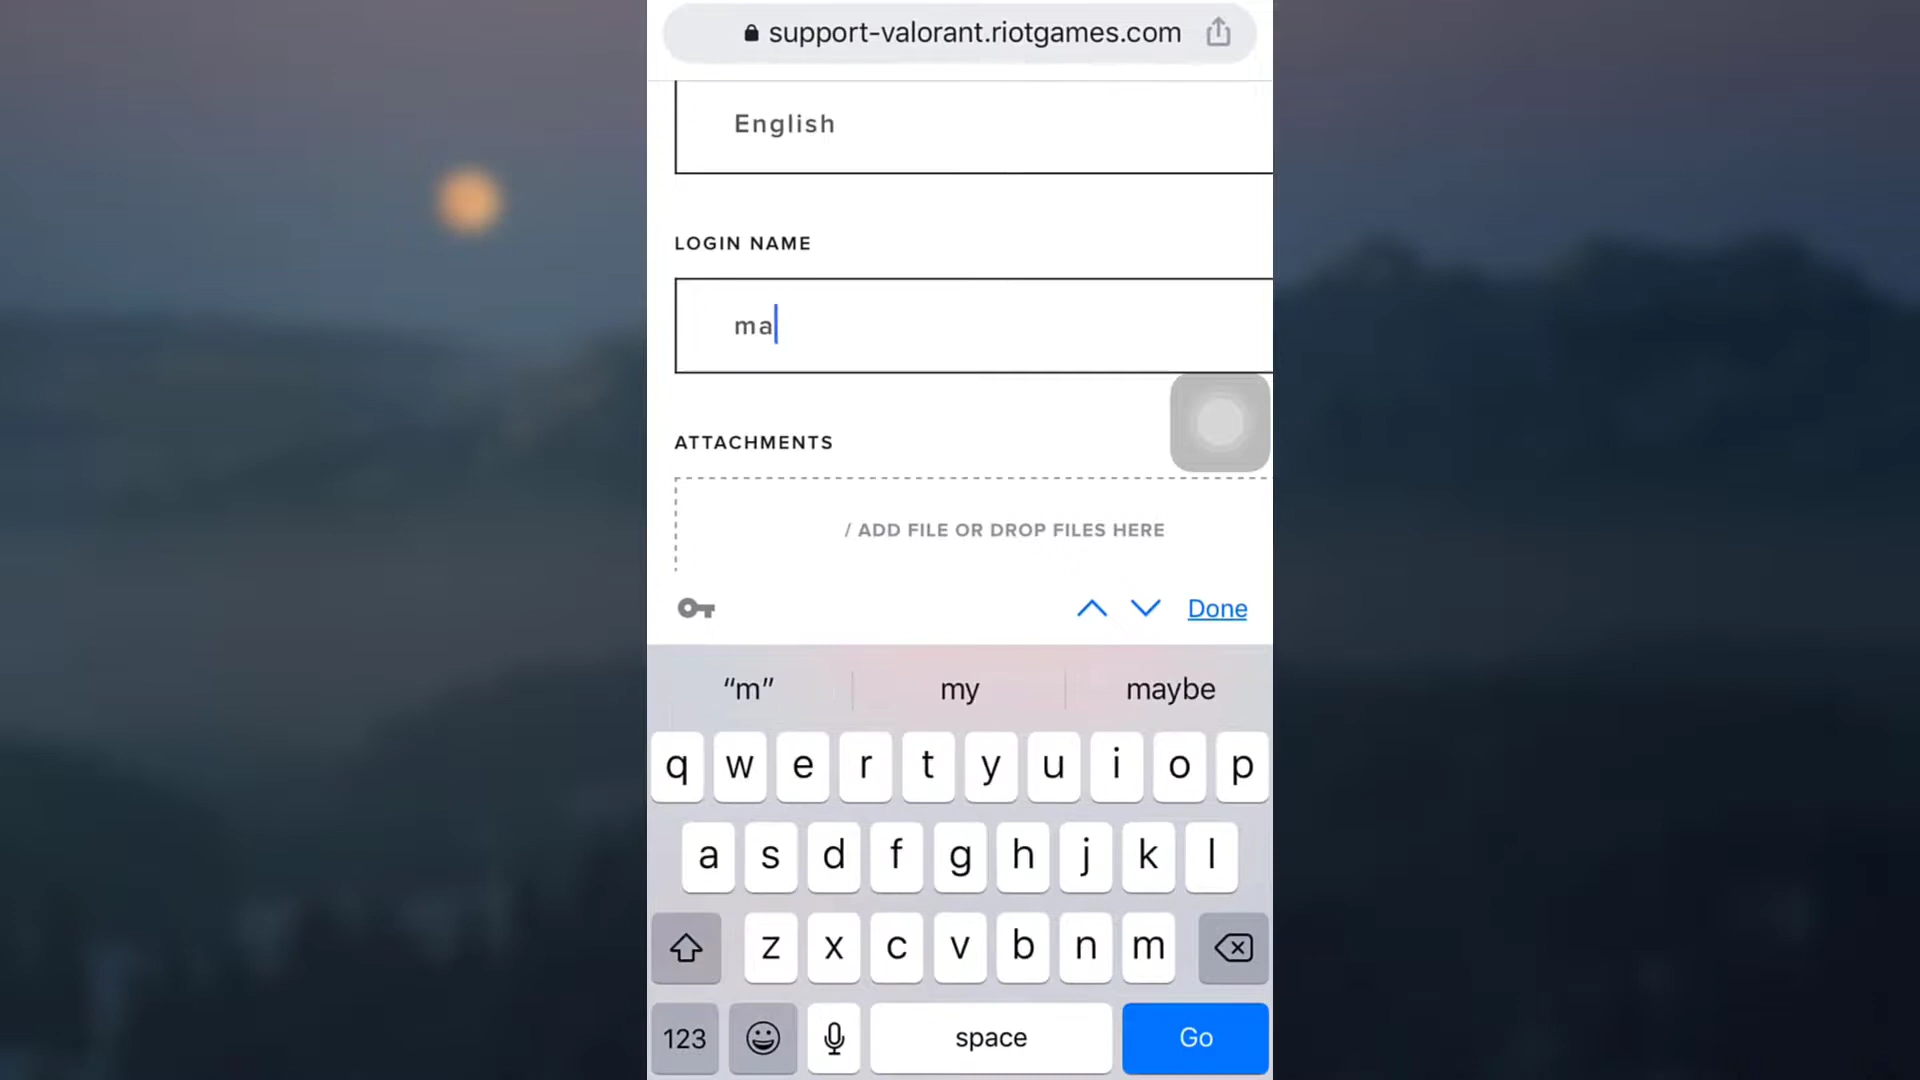 support-valorant.riotgames.com
English
LOGIN NAME
ma
ATTACHMENTS
/ ADD FILE OR DROP FILES HERE
Done
“m” my maybe
q w e r t y u i o p
a s d f g h j k l
z x c v b n m
123 space Go